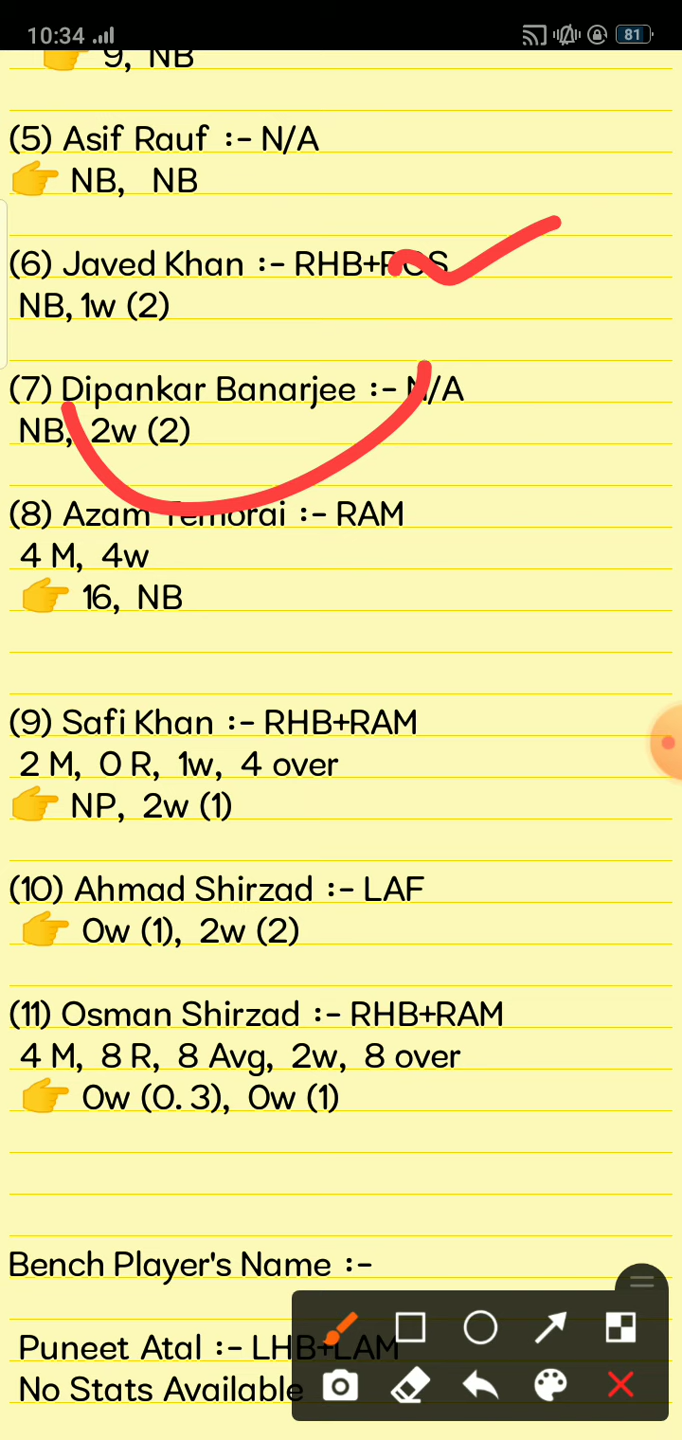 10:34
81
👉 9, NB
(5) Asif Rauf :- N/A
👉 NB, NB
(6) Javed Khan :- RHB+ROS
NB, 1w (2)
(7) Dipankar Banarjee :- N/A
NB, 2w (2)
(8) Azam Temorai :- RAM
4 M, 4w
👉 16, NB
(9) Safi Khan :- RHB+RAM
2 M, 0 R, 1w, 4 over
👉 NP, 2w (1)
(10) Ahmad Shirzad :- LAF
👉 0w (1), 2w (2)
(11) Osman Shirzad :- RHB+RAM
4 M, 8 R, 8 Avg, 2w, 8 over
👉 0w (0. 3), 0w (1)
Bench Player's Name :-
Puneet Atal :- LHB+LAM
No Stats Available